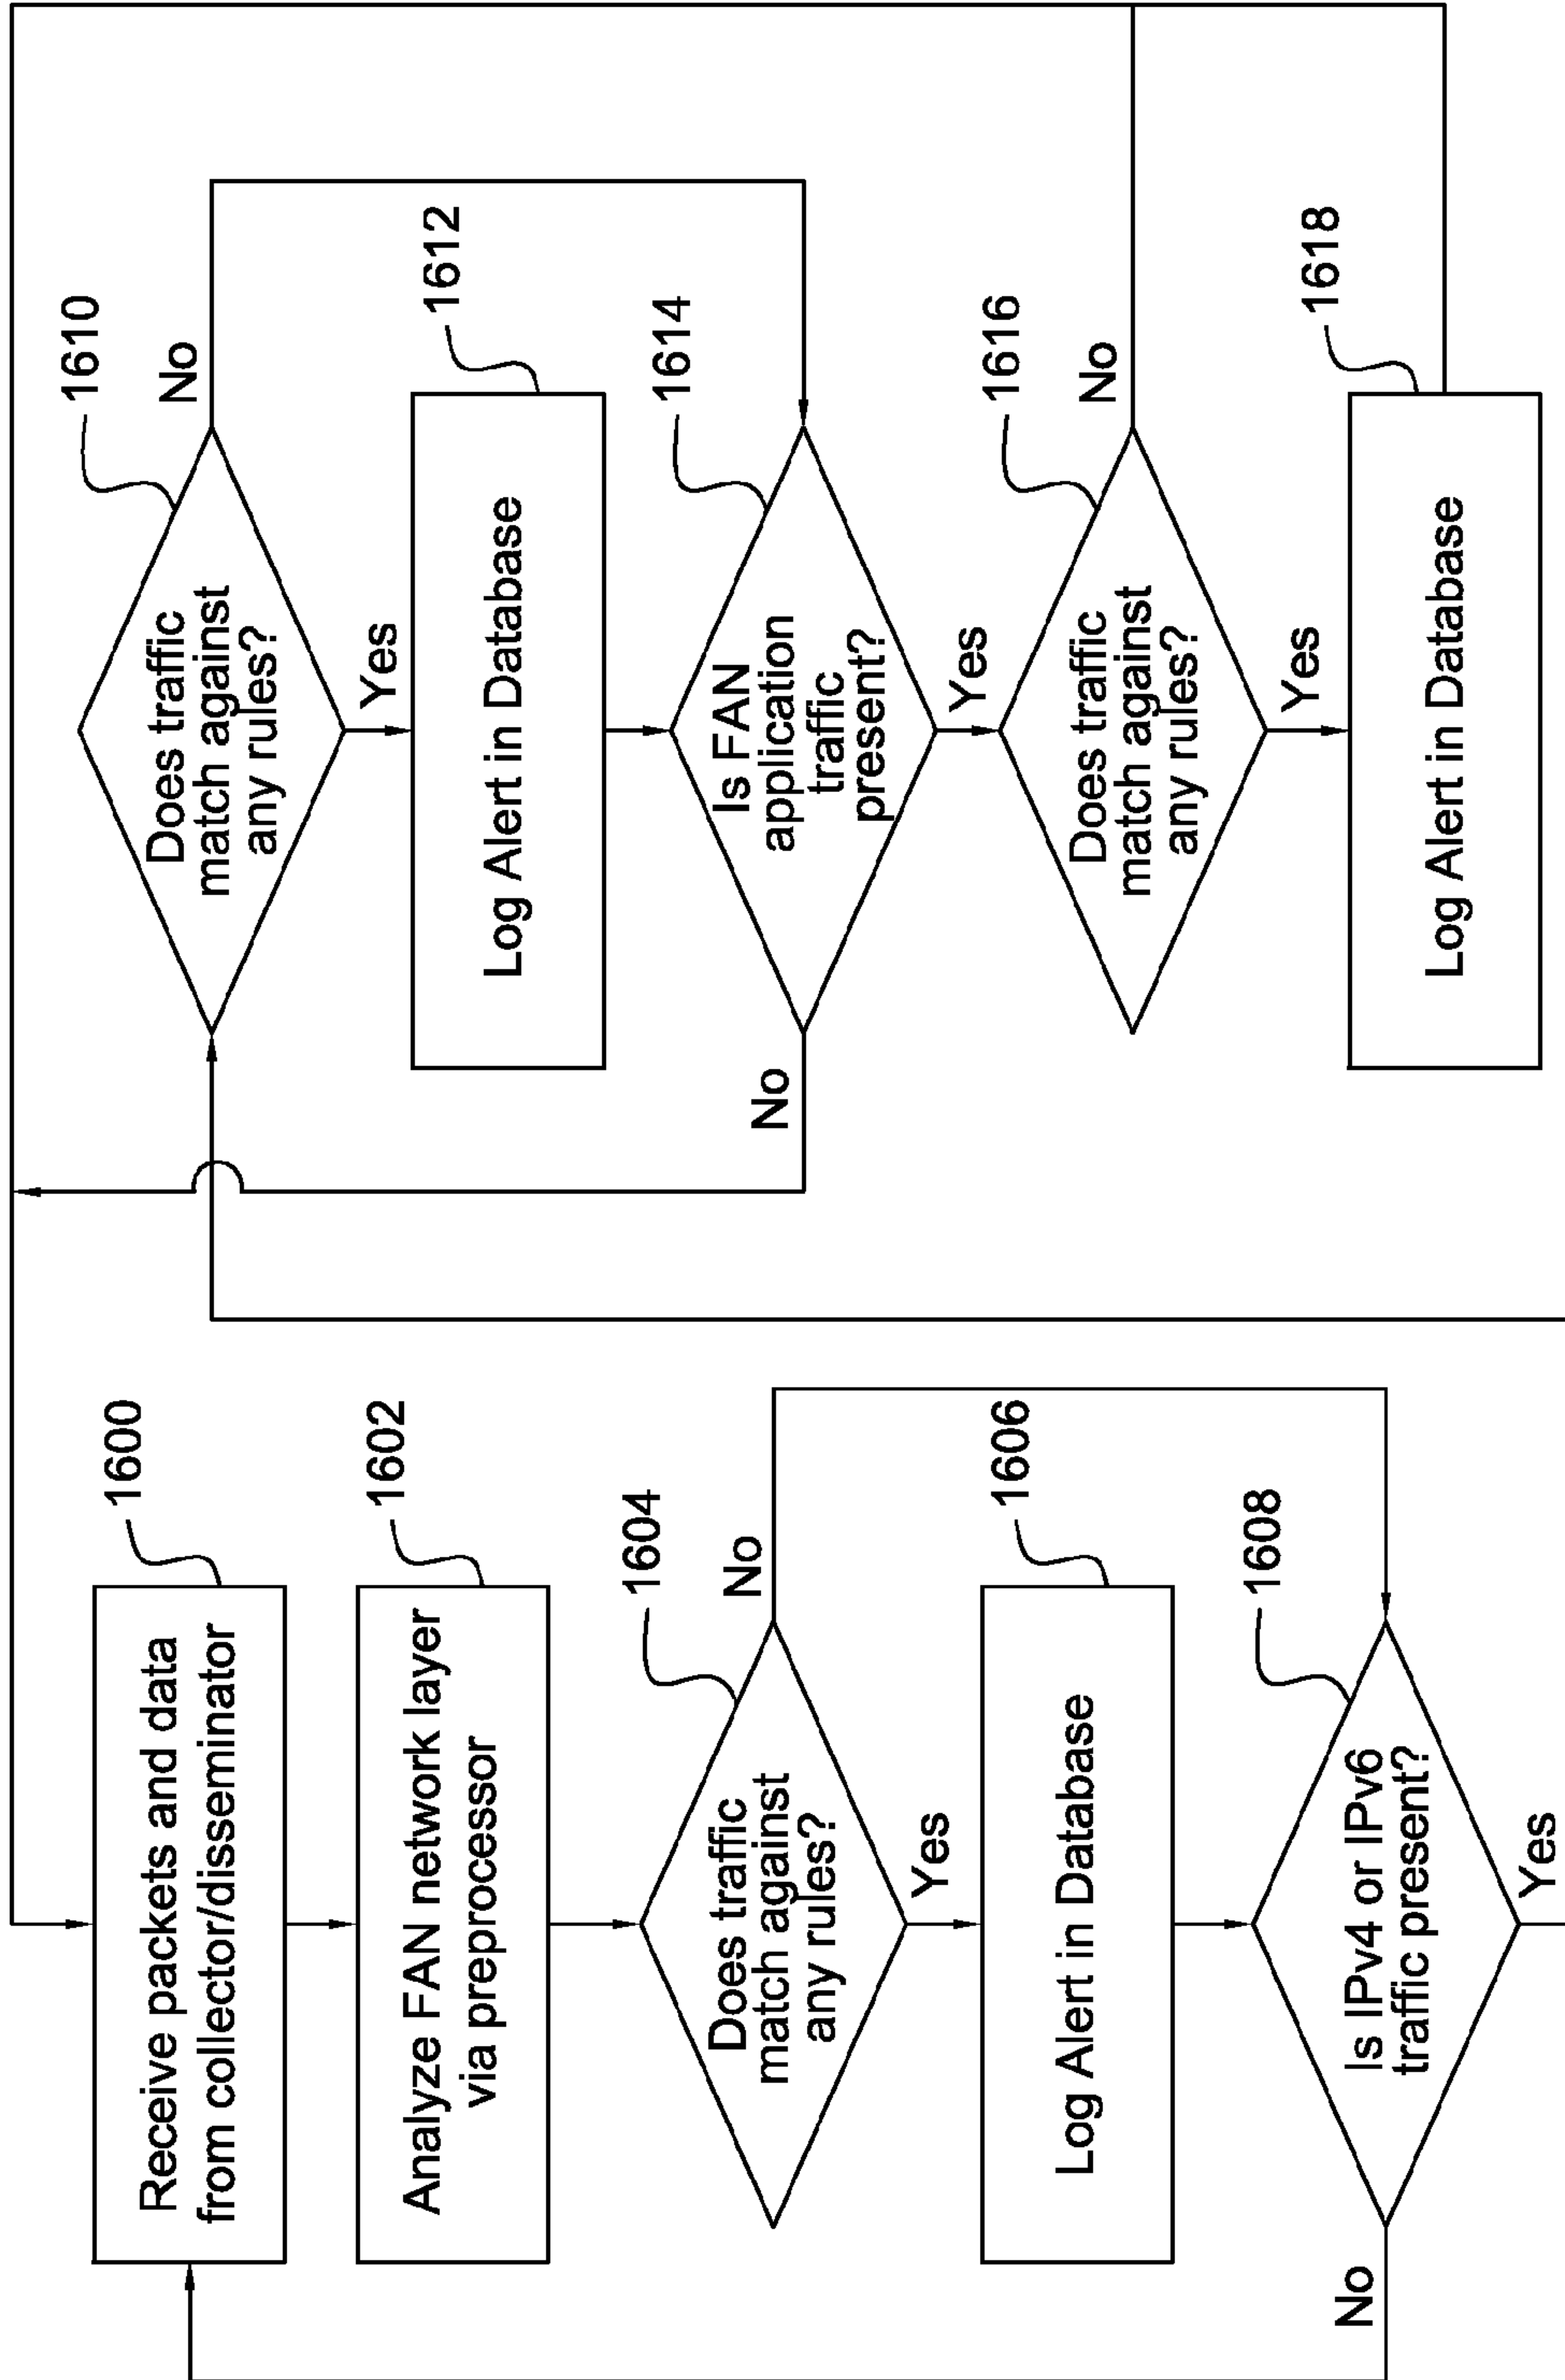 1600
Receive packets and data
from collector/disseminator
1602
Analyze FAN network layer
via preprocessor
1604
Does traffic
match against
any rules?
No
Yes
1606
Log Alert in Database
1608
Is IPv4 or IPv6
traffic present?
No
Yes
1610
Does traffic
match against
any rules?
No
Yes
1612
Log Alert in Database
1614
Is FAN
application
traffic
present?
No
Yes
1616
Does traffic
match against
any rules?
No
Yes
1618
Log Alert in Database